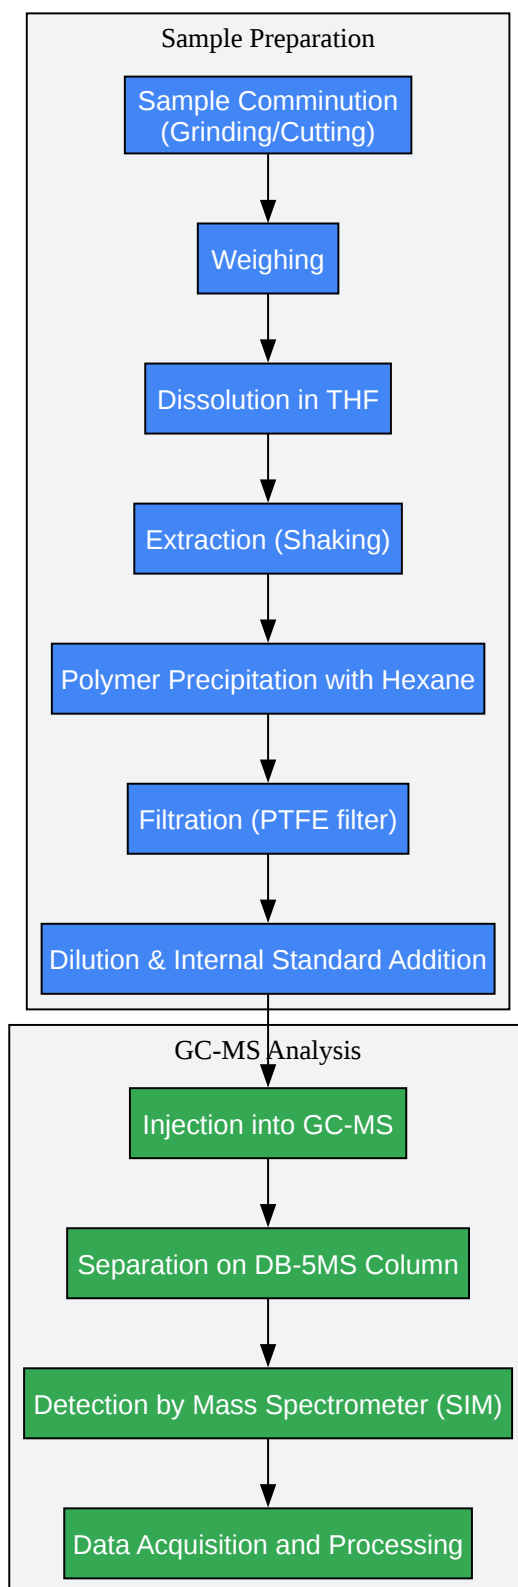 Sample Preparation
Sample Comminution
(Grinding/Cutting)
Weighing
Dissolution in THF
Extraction (Shaking)
Polymer Precipitation with Hexane
Filtration (PTFE filter)
Dilution & Internal Standard Addition
GC-MS Analysis
Injection into GC-MS
Separation on DB-5MS Column
Detection by Mass Spectrometer (SIM)
Data Acquisition and Processing